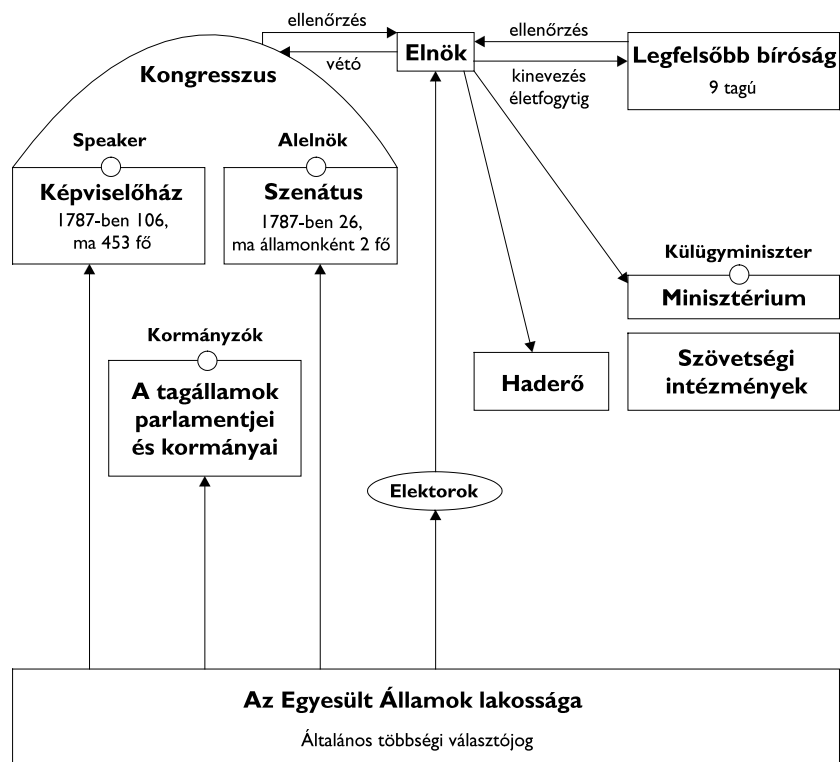 ellenőrzés
vétó
Elnök
ellenőrzés
kinevezés
életfogytig
Legfelsőbb bíróság
9 tagú
Kongresszus
Speaker
Képviselőház
1787-ben 106,
ma 453 fő
Alelnök
Szenátus
1787-ben 26,
ma államonként 2 fő
Külügyminiszter
Minisztérium
Kormányzók
A tagállamok
parlamentjei
és kormányai
Haderő
Szövetségi
intézmények
Elektorok
Az Egyesült Államok lakossága
Általános többségi választójog